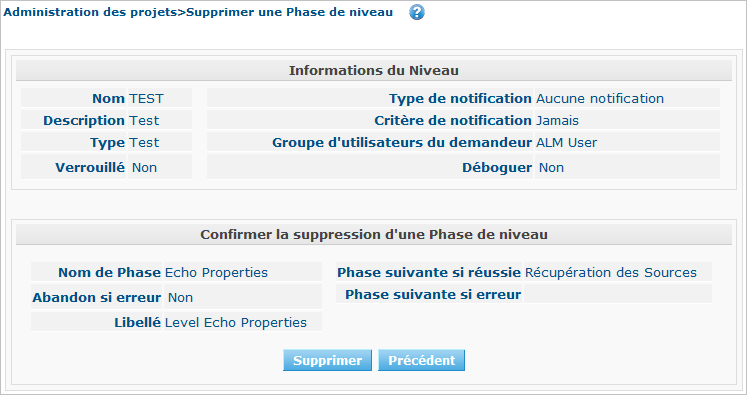 Administration des projets>Supprimer une Phase de niveau ?
Informations du Niveau
Nom TEST Type de notification Aucune notification
Description Test Critère de notification Jamais
Type Test Groupe d'utilisateurs du demandeur ALM User
Verrouillé Non Déboguer Non
Confirmer la suppression d'une Phase de niveau
Nom de Phase Echo Properties Phase suivante si réussie Récupération des Sources
Abandon si erreur Non Phase suivante si erreur
Libellé Level Echo Properties
Supprimer Précédent